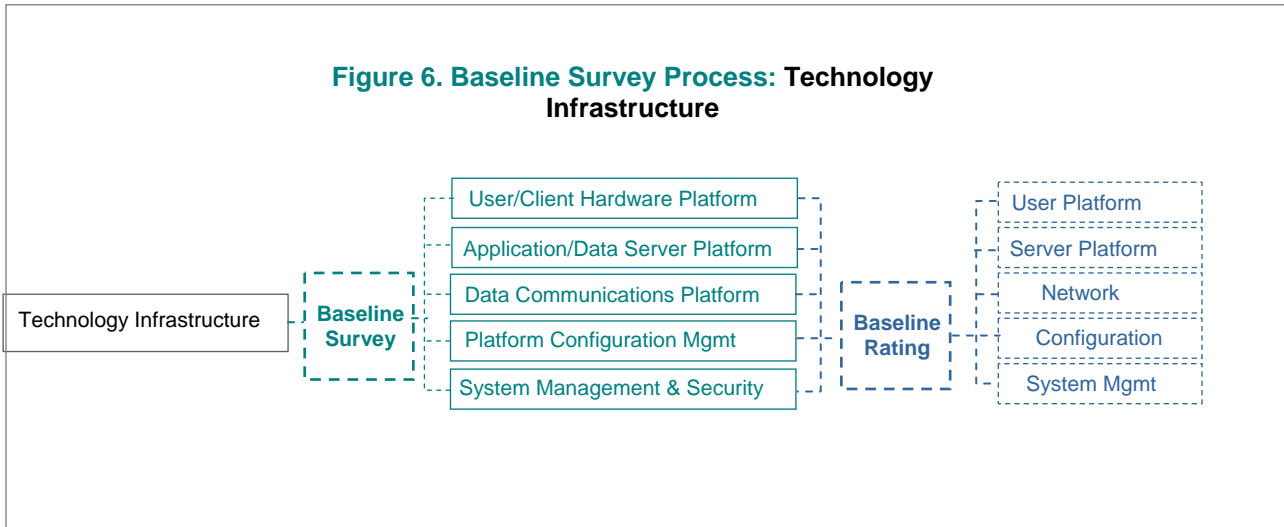 Figure 6. Baseline Survey Process: Technology
Infrastructure
Technology Infrastructure
Baseline
Survey
User/Client Hardware Platform
Application/Data Server Platform
Data Communications Platform
Platform Configuration Mgmt
System Management & Security
Baseline
Rating
User Platform
Server Platform
Network
Configuration
System Mgmt